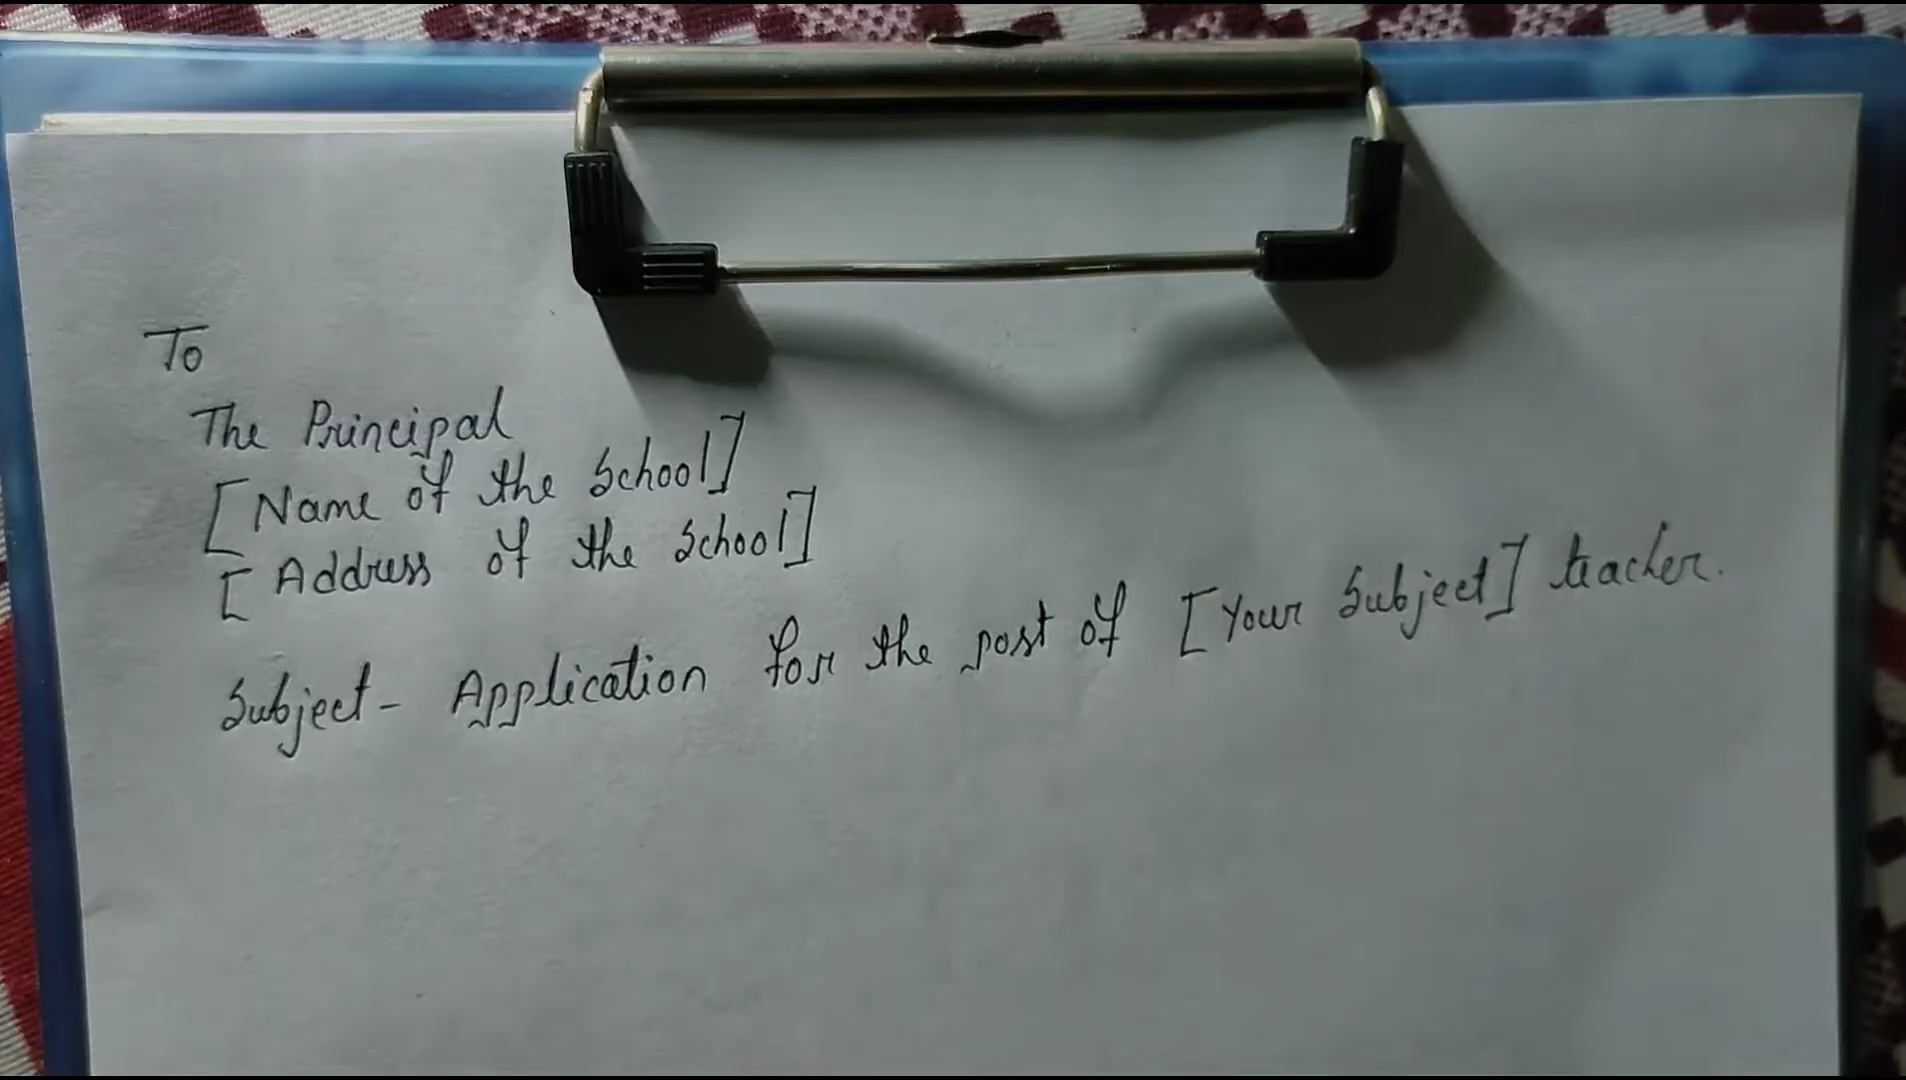 To
The Principal
[Name of the School]
[Address of the School]
Subject- Application for the post of [Your Subject] teacher.